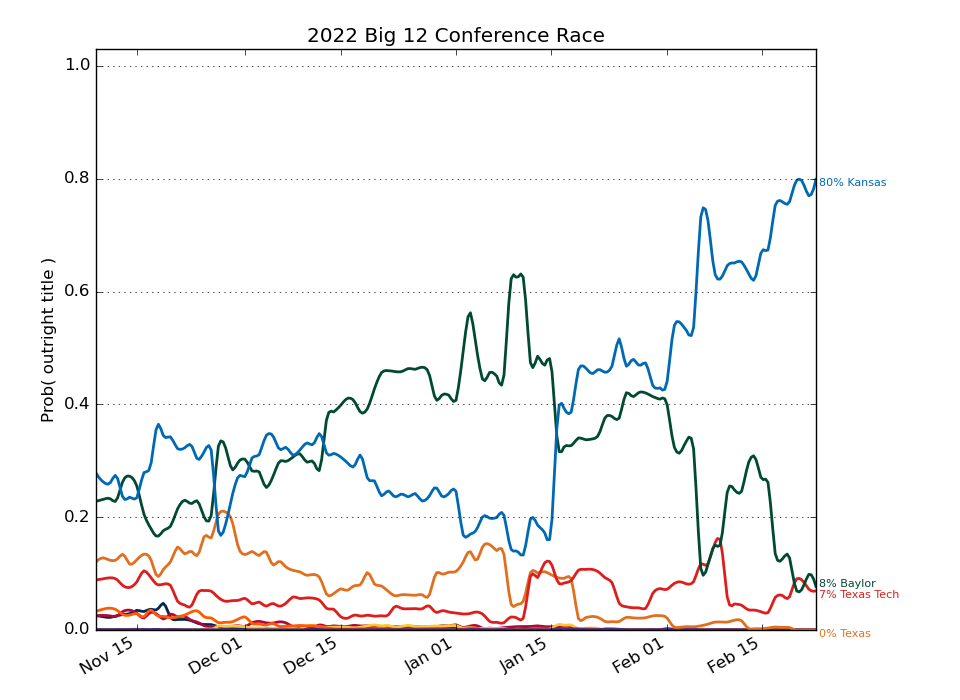 2022 Big 12 Conference Race
Prob( outright title )
1.0
0.8
0.6
0.4
0.2
0.0
80% Kansas
8% Baylor
7% Texas Tech
0% Texas
Nov 15
Dec 01
Dec 15
Jan 01
Jan 15
Feb 01
Feb 15